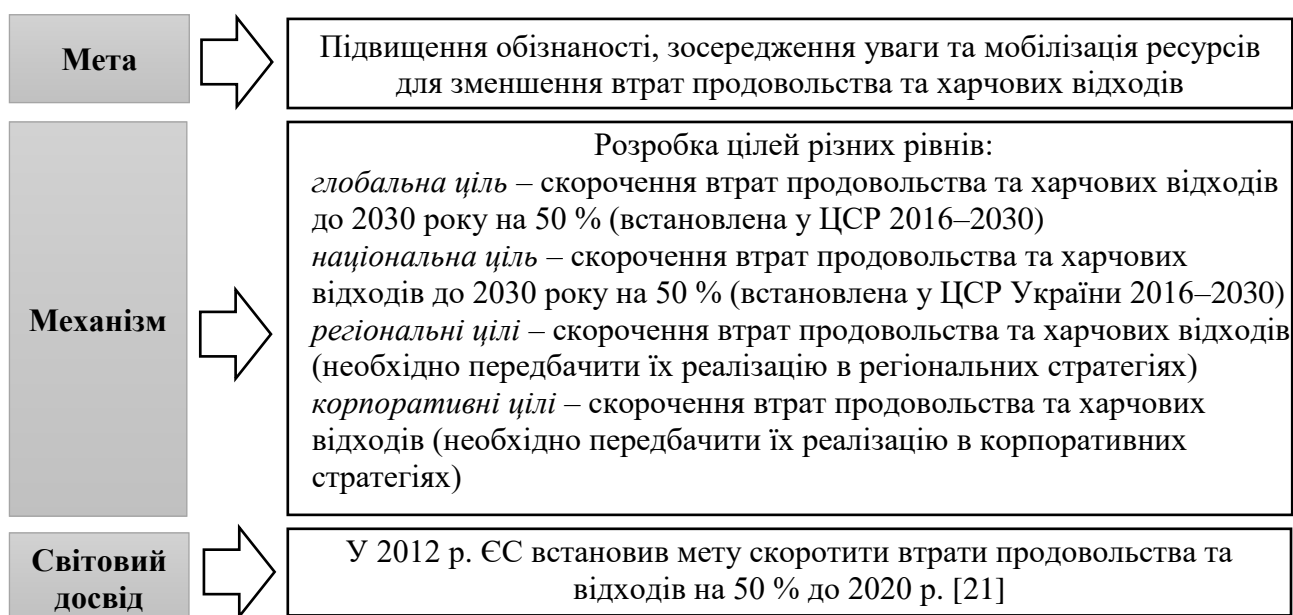 Мета
Підвищення обізнаності, зосередження уваги та мобілізація ресурсів
для зменшення втрат продовольства та харчових відходів
Механізм
Розробка цілей різних рівнів:
глобальна ціль – скорочення втрат продовольства та харчових відходів
до 2030 року на 50 % (встановлена у ЦСР 2016–2030)
національна ціль – скорочення втрат продовольства та харчових
відходів до 2030 року на 50 % (встановлена у ЦСР України 2016–2030)
регіональні цілі – скорочення втрат продовольства та харчових відходів
(необхідно передбачити їх реалізацію в регіональних стратегіях)
корпоративні цілі – скорочення втрат продовольства та харчових
відходів (необхідно передбачити їх реалізацію в корпоративних
стратегіях)
Світовий
досвід
У 2012 р. ЄС встановив мету скоротити втрати продовольства та
відходів на 50 % до 2020 р. [21]